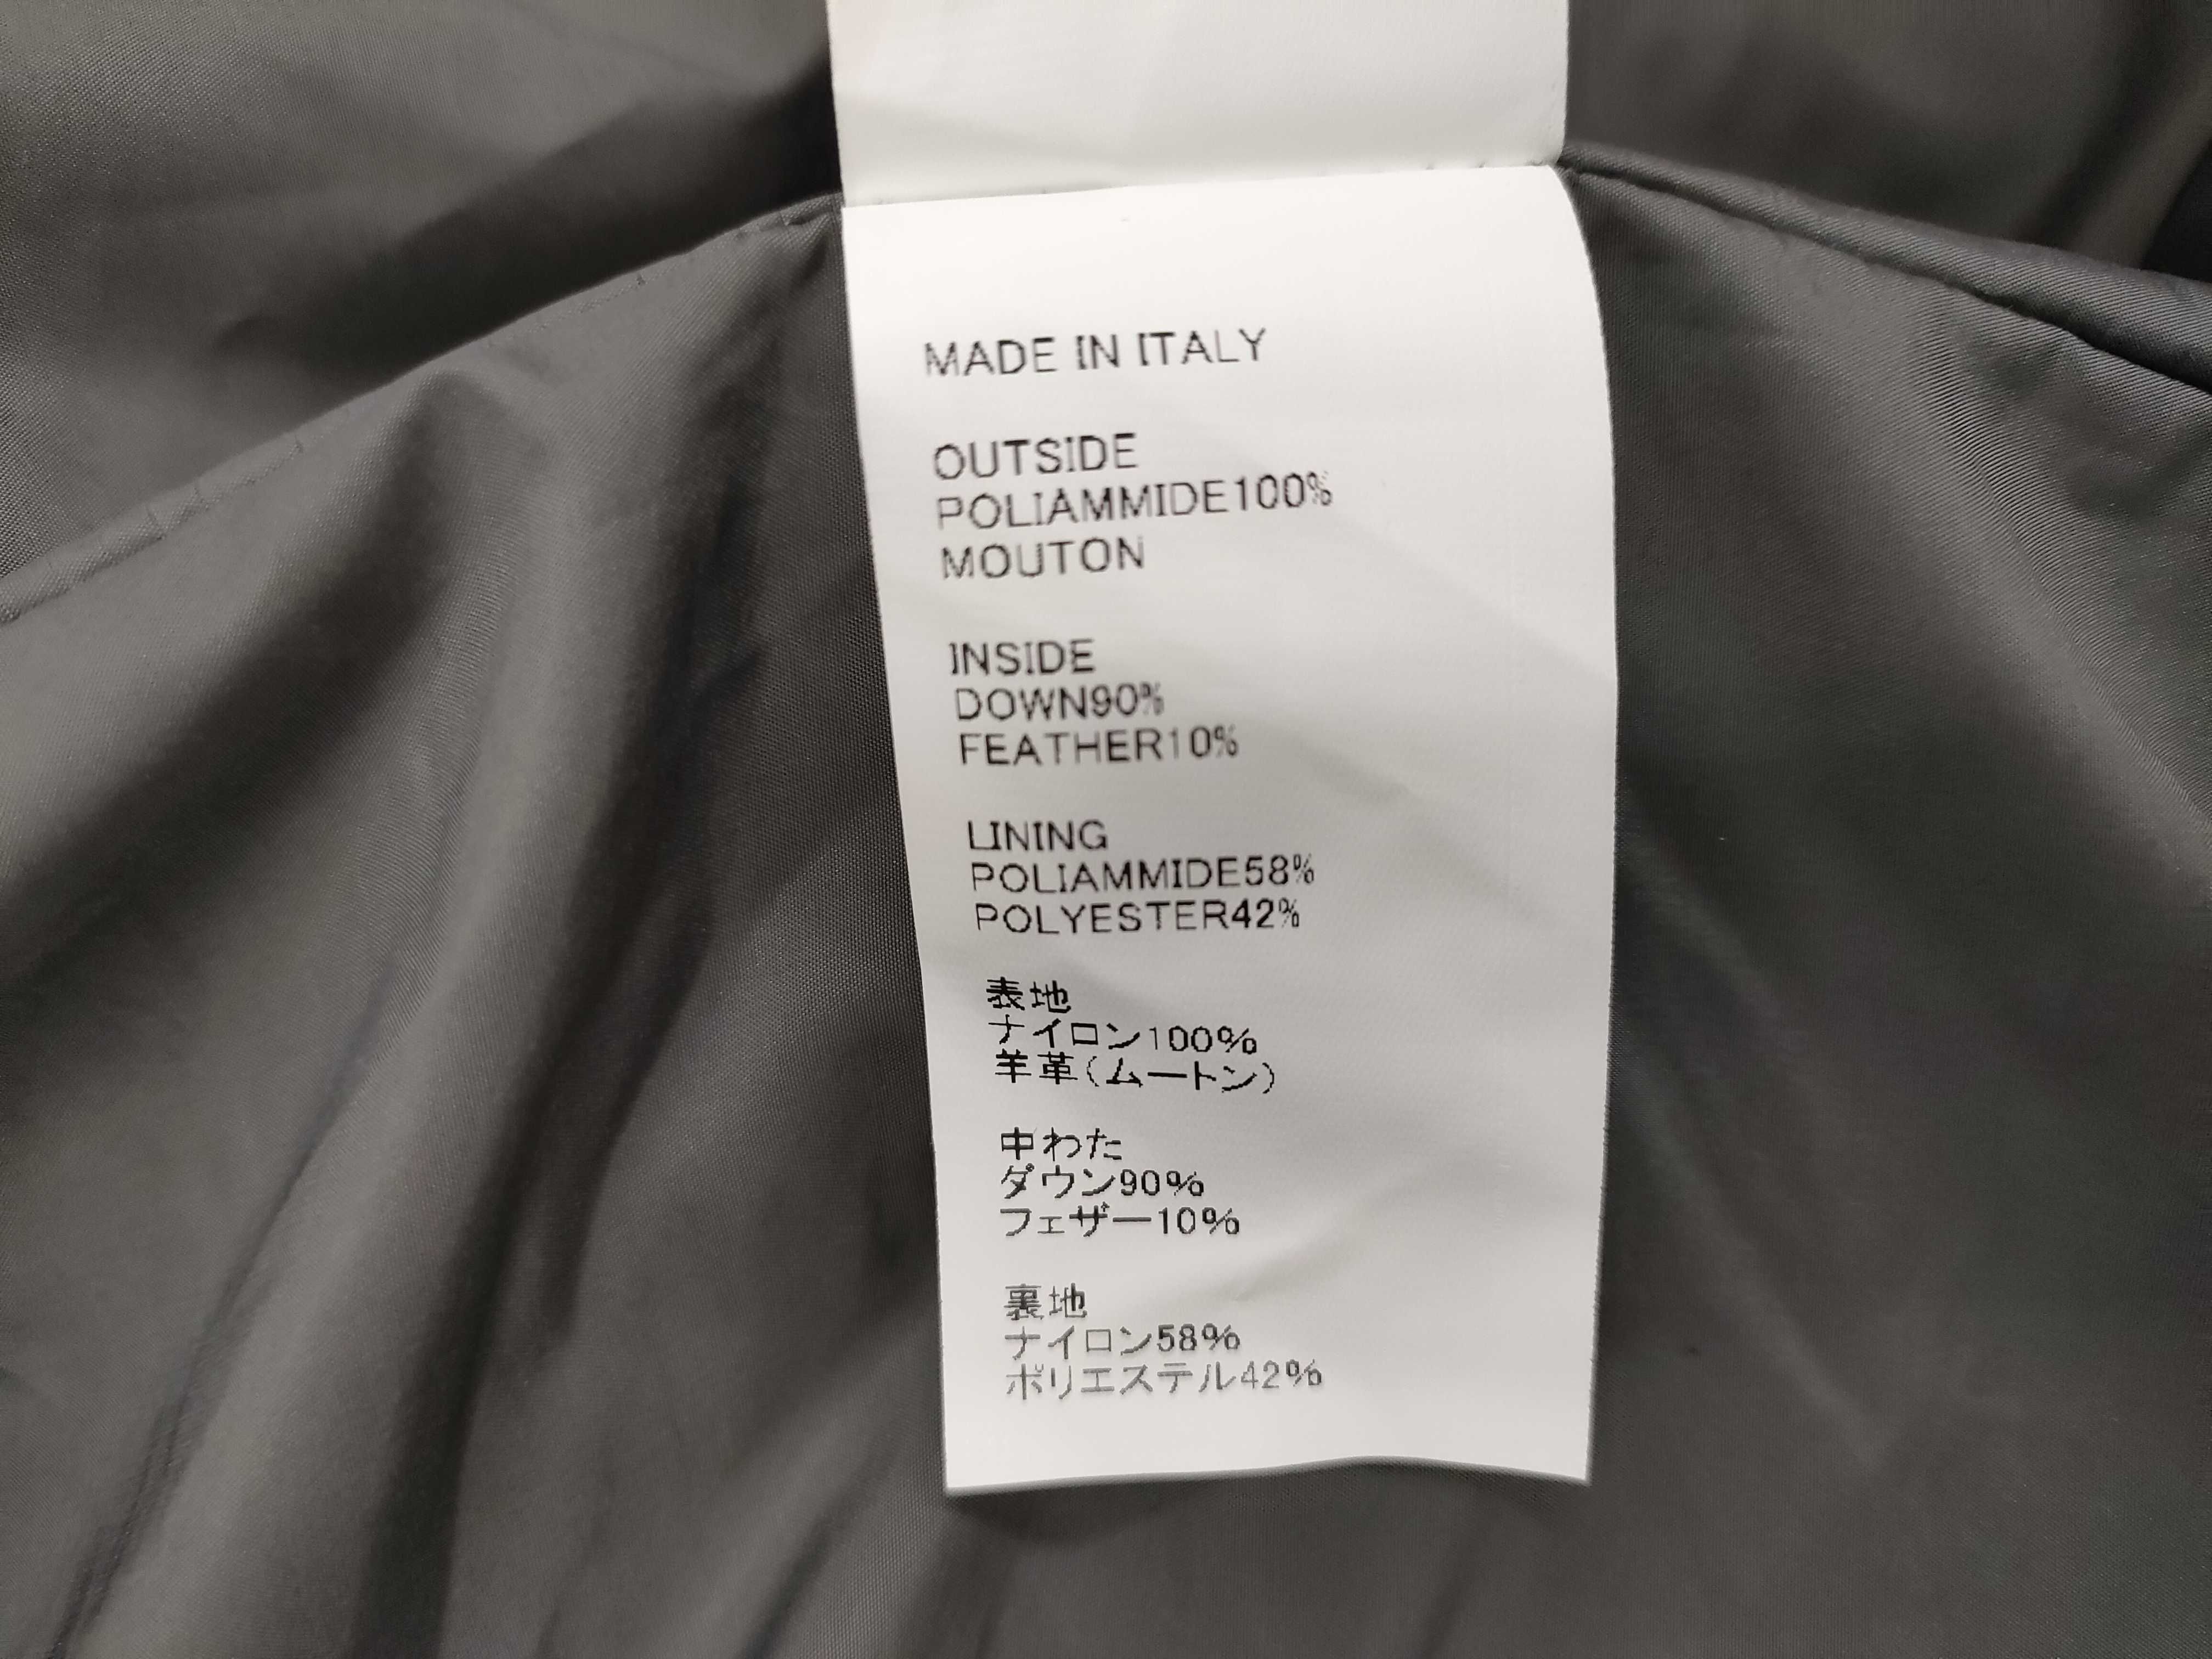 MADE IN ITALY
OUTSIDE
POLIAMMIDE100%
MOUTON
INSIDE
DOWN90%
FEATHER10%
LINING
POLIAMMIDE58%
POLYESTER42%
表地
ナイロン100%
羊革(ムートン)
中わた
ダウン90%
フェザー10%
裏地
ナイロン58%
ポリエステル42%